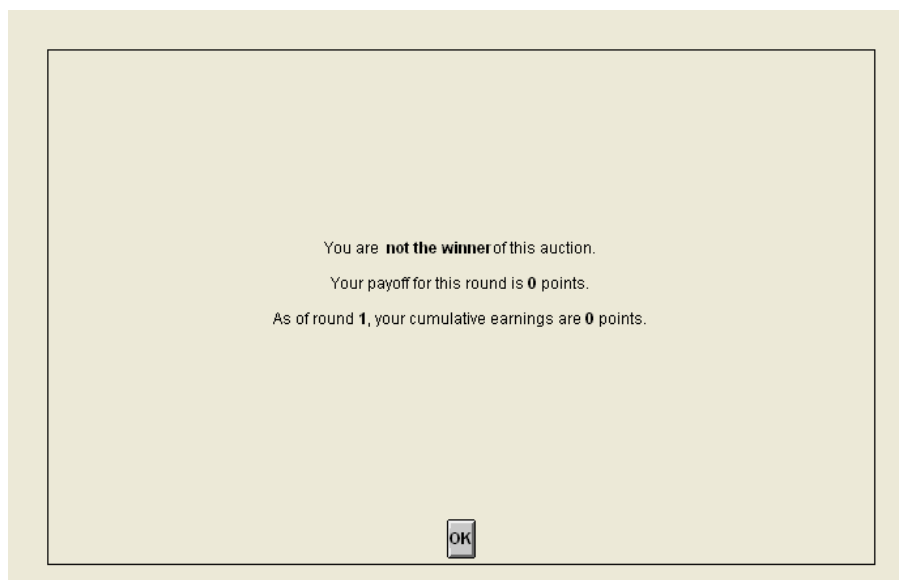 You are not the winner of this auction.
Your payoff for this round is 0 points.
As of round 1, your cumulative earnings are 0 points.
OK